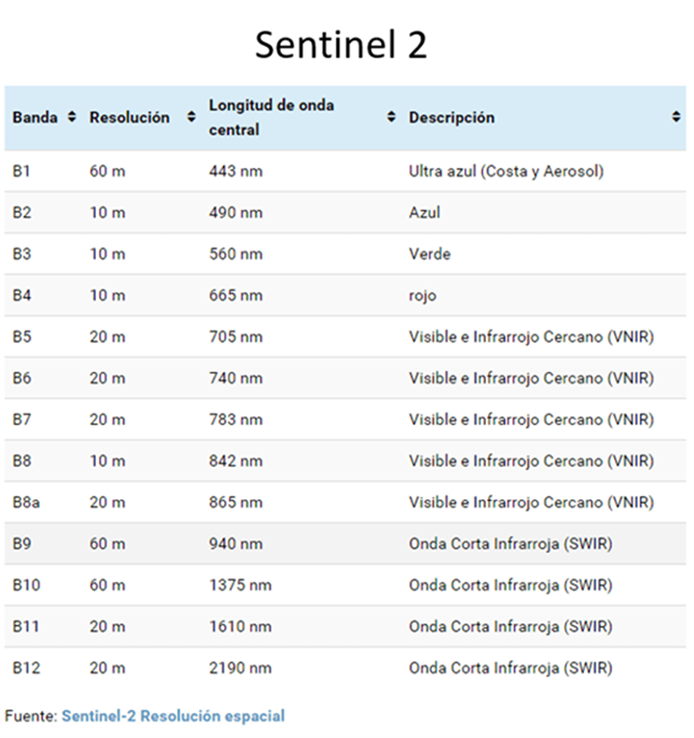 Sentinel 2
Banda Resolución Longitud de onda central Descripción
B1 60 m 443 nm Ultra azul (Costa y Aerosol)
B2 10 m 490 nm Azul
B3 10 m 560 nm Verde
B4 10 m 665 nm rojo
B5 20 m 705 nm Visible e Infrarrojo Cercano (VNIR)
B6 20 m 740 nm Visible e Infrarrojo Cercano (VNIR)
B7 20 m 783 nm Visible e Infrarrojo Cercano (VNIR)
B8 10 m 842 nm Visible e Infrarrojo Cercano (VNIR)
B8a 20 m 865 nm Visible e Infrarrojo Cercano (VNIR)
B9 60 m 940 nm Onda Corta Infrarroja (SWIR)
B10 60 m 1375 nm Onda Corta Infrarroja (SWIR)
B11 20 m 1610 nm Onda Corta Infrarroja (SWIR)
B12 20 m 2190 nm Onda Corta Infrarroja (SWIR)
Fuente: Sentinel-2 Resolución espacial